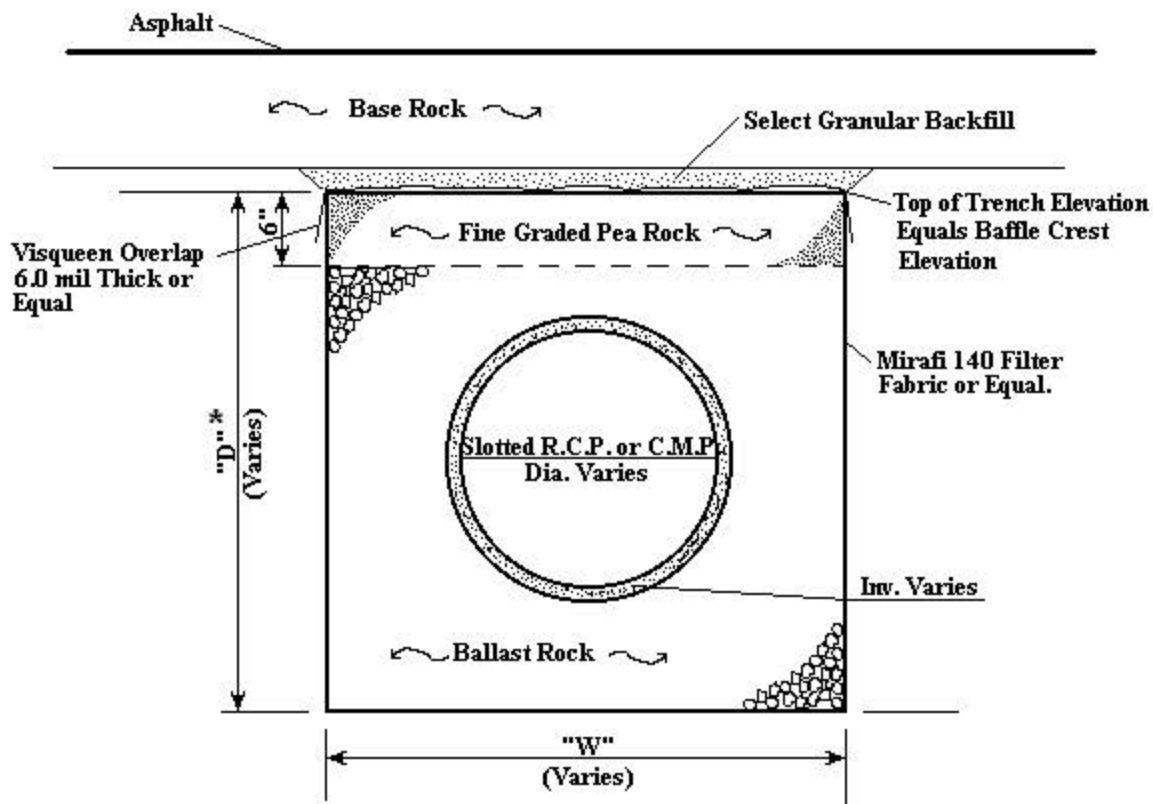 Asphalt
Base Rock
Select Granular Backfill
6"
Fine Graded Pea Rock
Top of Trench Elevation
Equals Baffle Crest
Elevation
Visqueen Overlap
6.0 mil Thick or
Equal
Mirafi 140 Filter
Fabric or Equal.
"D" *
(Varies)
Slotted R.C.P. or C.M.P.
Dia. Varies
Inv. Varies
Ballast Rock
"W"
(Varies)